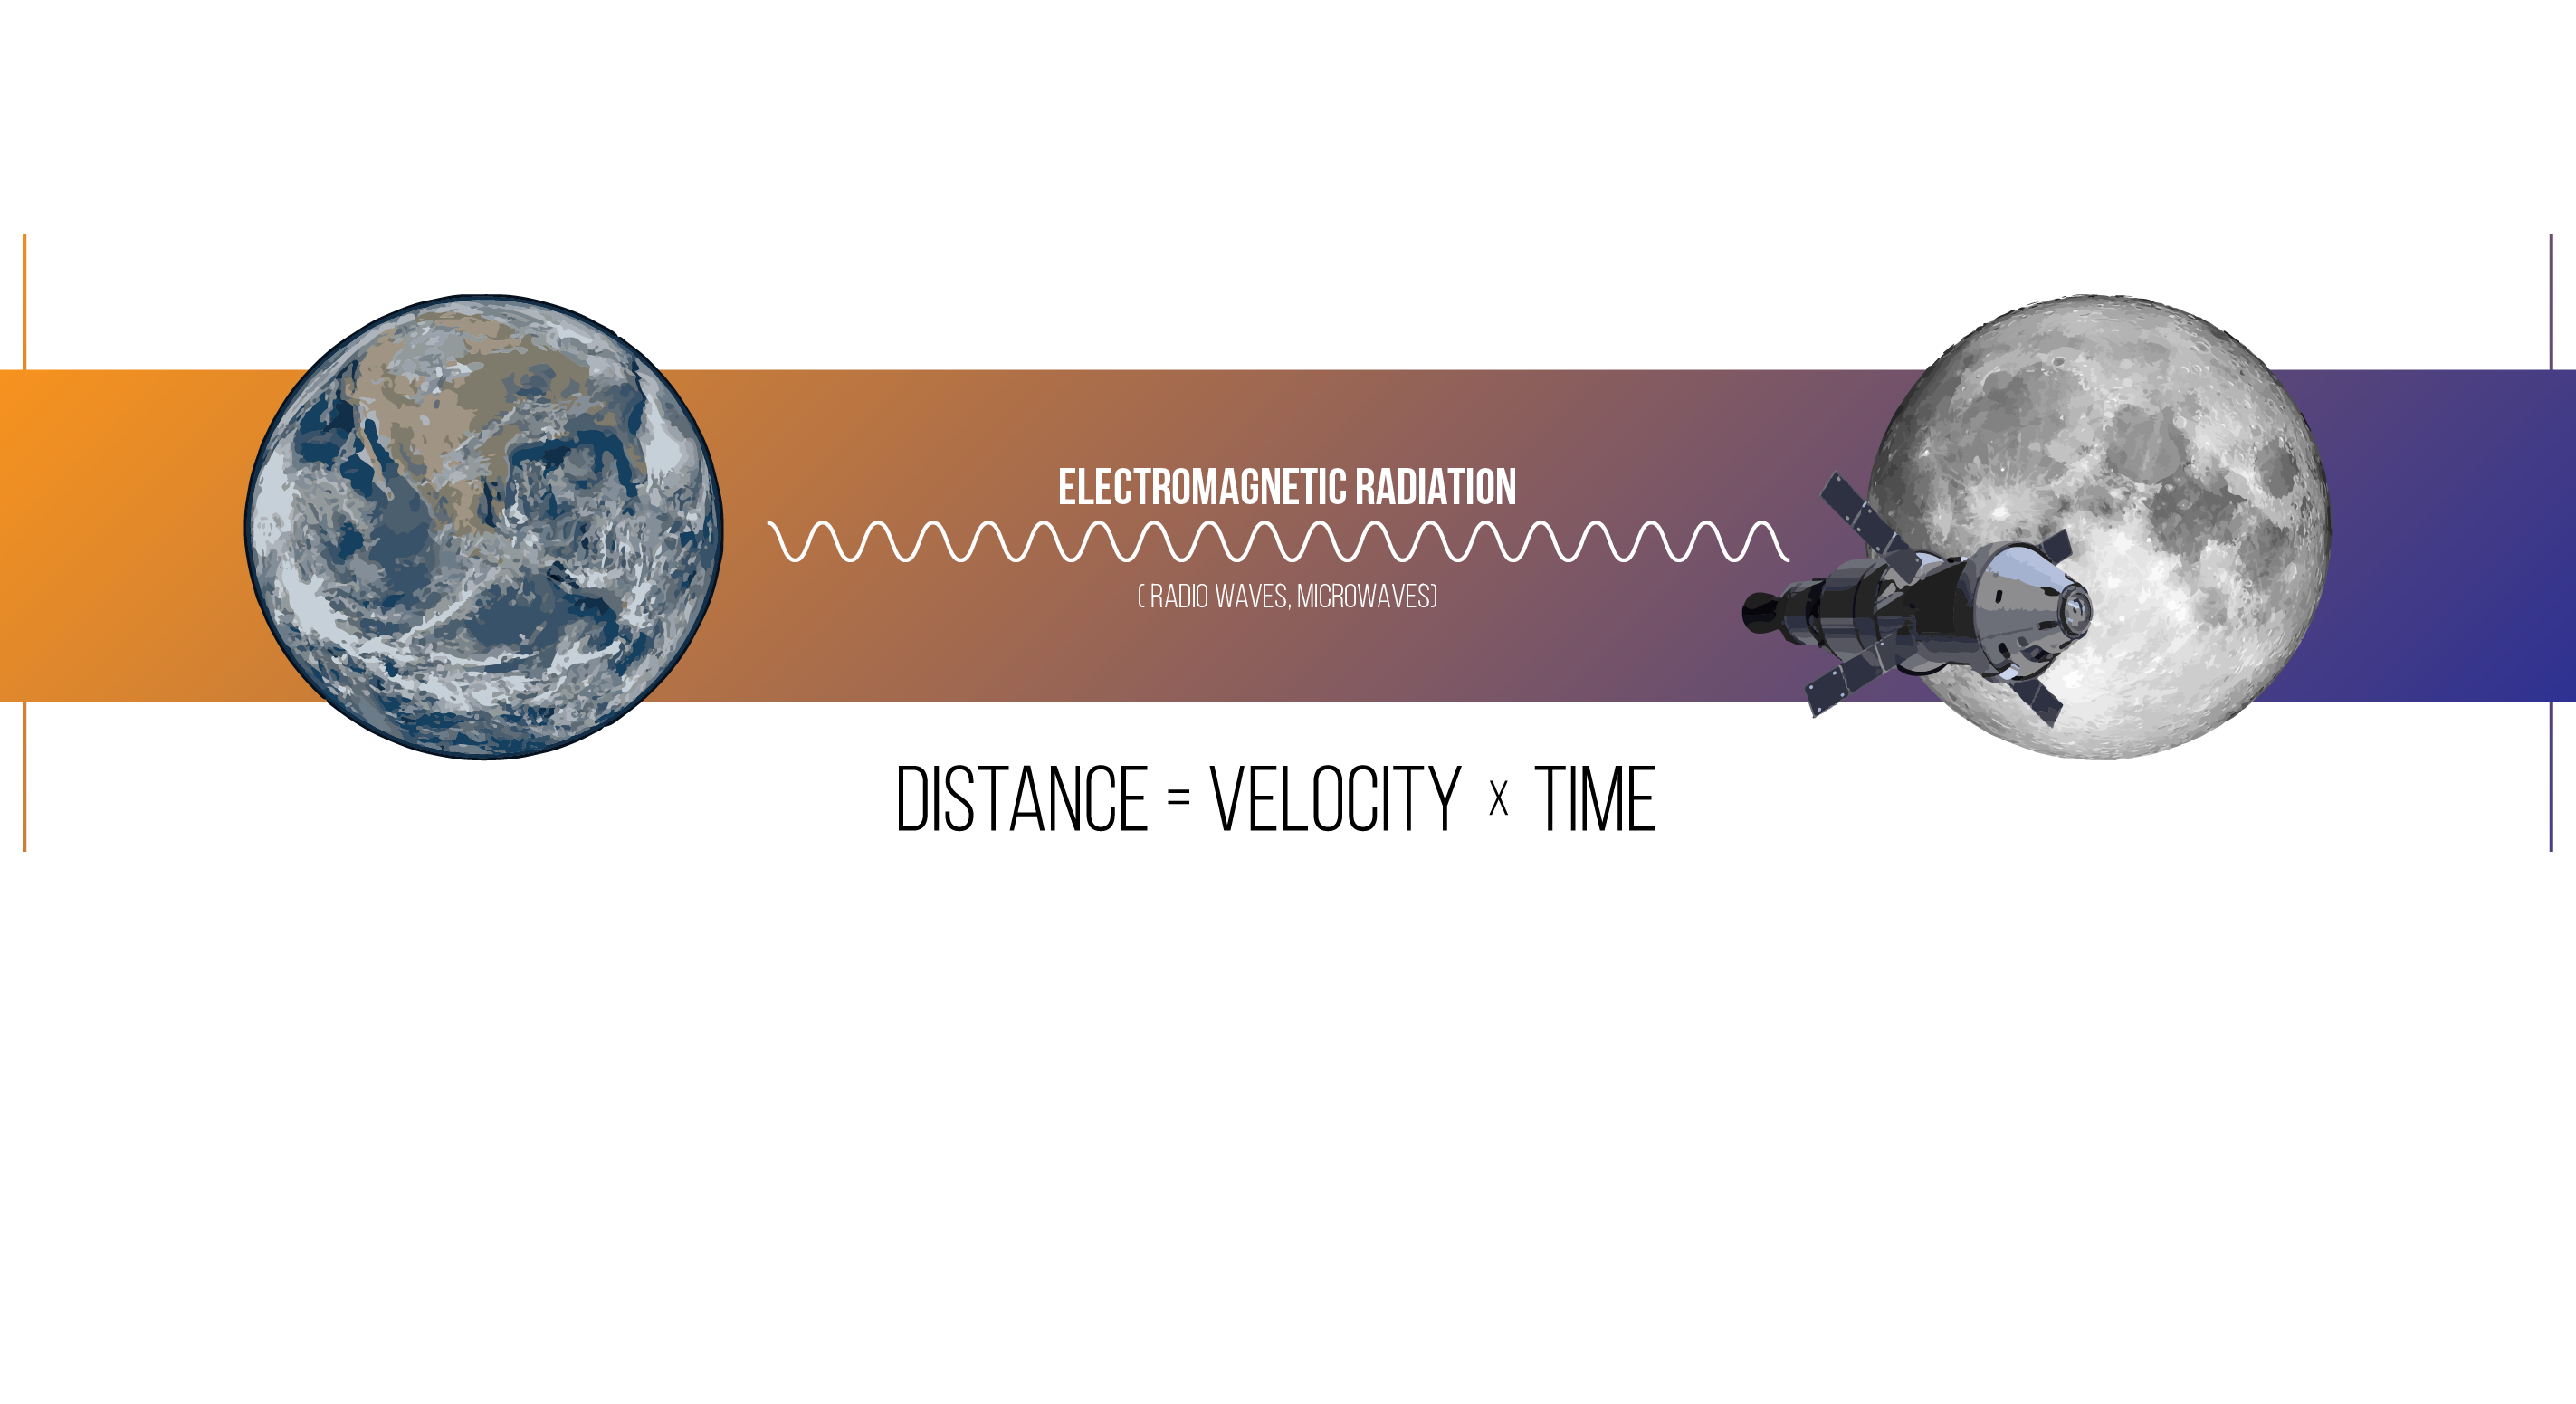 ELECTROMAGNETIC RADIATION
( RADIO WAVES, MICROWAVES)
DISTANCE = VELOCITY x TIME